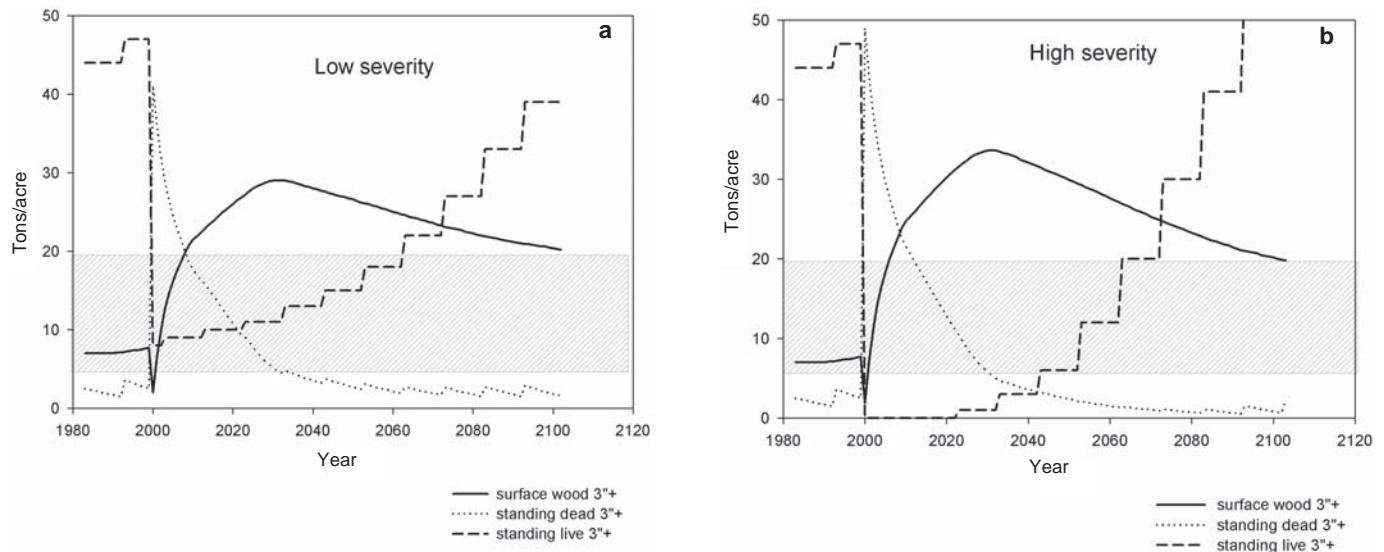 a
Low severity
50
40
30
20
10
0
Tons/acre
1980 2000 2020 2040 2060 2080 2100 2120
Year
surface wood 3"+
standing dead 3"+
standing live 3"+
b
High severity
50
40
30
20
10
0
Tons/acre
1980 2000 2020 2040 2060 2080 2100 2120
Year
surface wood 3"+
standing dead 3"+
standing live 3"+